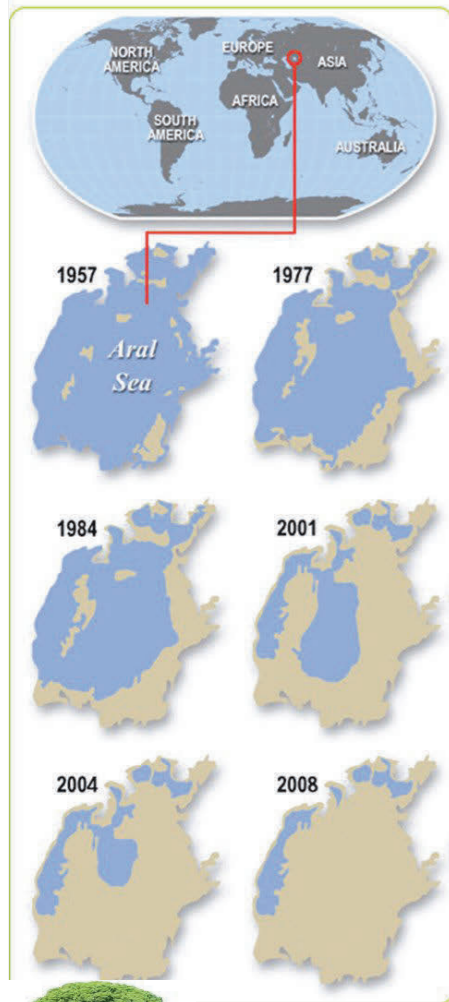 NORTH
AMERICA
EUROPE
ASIA
AFRICA
SOUTH
AMERICA
AUSTRALIA
1957
1977
Aral
Sea
1984
2001
2004
2008